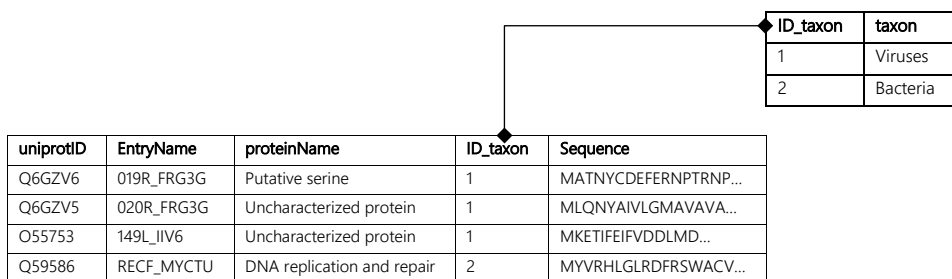 ID_taxon taxon
1 Viruses
2 Bacteria
uniprotID EntryName proteinName ID_taxon Sequence
Q6GZV6 019R_FRG3G Putative serine 1 MATNYCDEFERNPTRNP...
Q6GZV5 020R_FRG3G Uncharacterized protein 1 MLQNYAIVLGMAVAVA...
O55753 149L_IIV6 Uncharacterized protein 1 MKETIFEIFVDDLMD...
Q59586 RECF_MYCTU DNA replication and repair 2 MYVRHLGLRDFRSWACV...